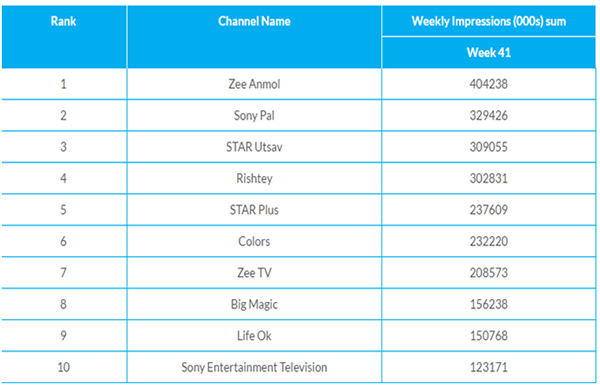 Rank Channel Name Weekly Impressions (000s) sum
Week 41
1 Zee Anmol 404238
2 Sony Pal 329426
3 STAR Utsav 309055
4 Rishtey 302831
5 STAR Plus 237609
6 Colors 232220
7 Zee TV 208573
8 Big Magic 156238
9 Life Ok 150768
10 Sony Entertainment Television 123171